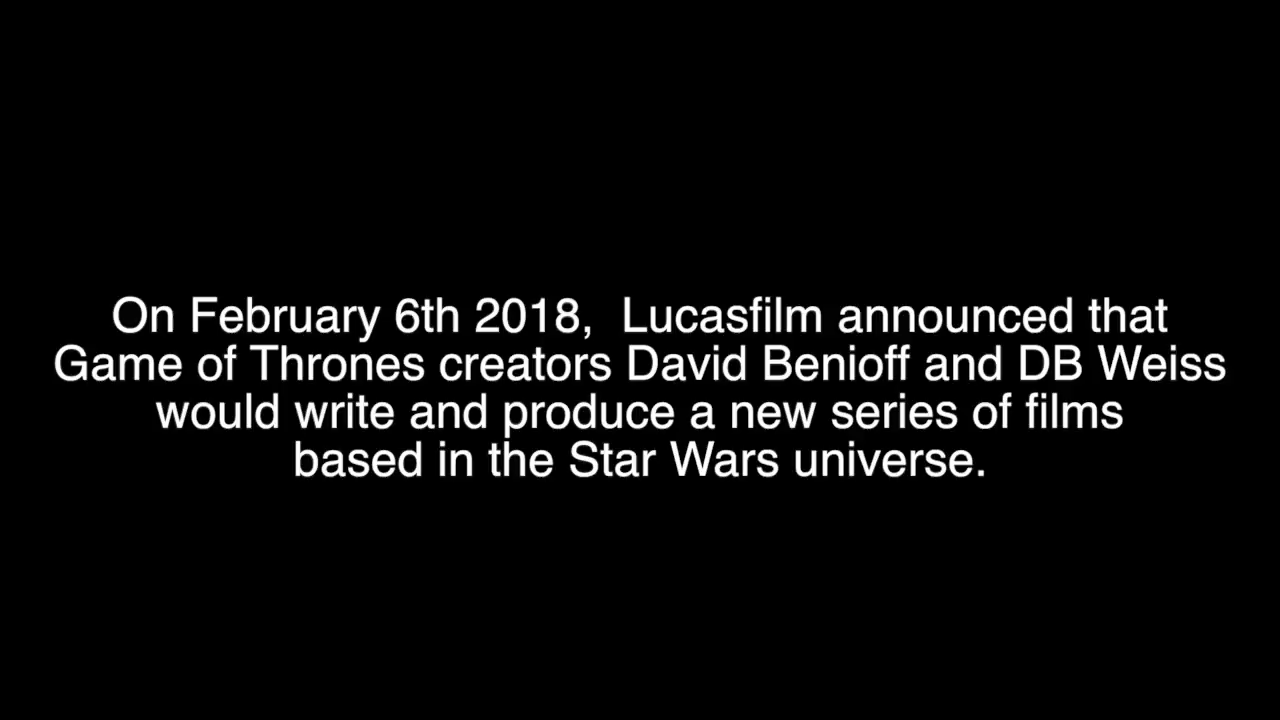 On February 6th 2018,  Lucasfilm announced that
Game of Thrones creators David Benioff and DB Weiss
would write and produce a new series of films
based in the Star Wars universe.